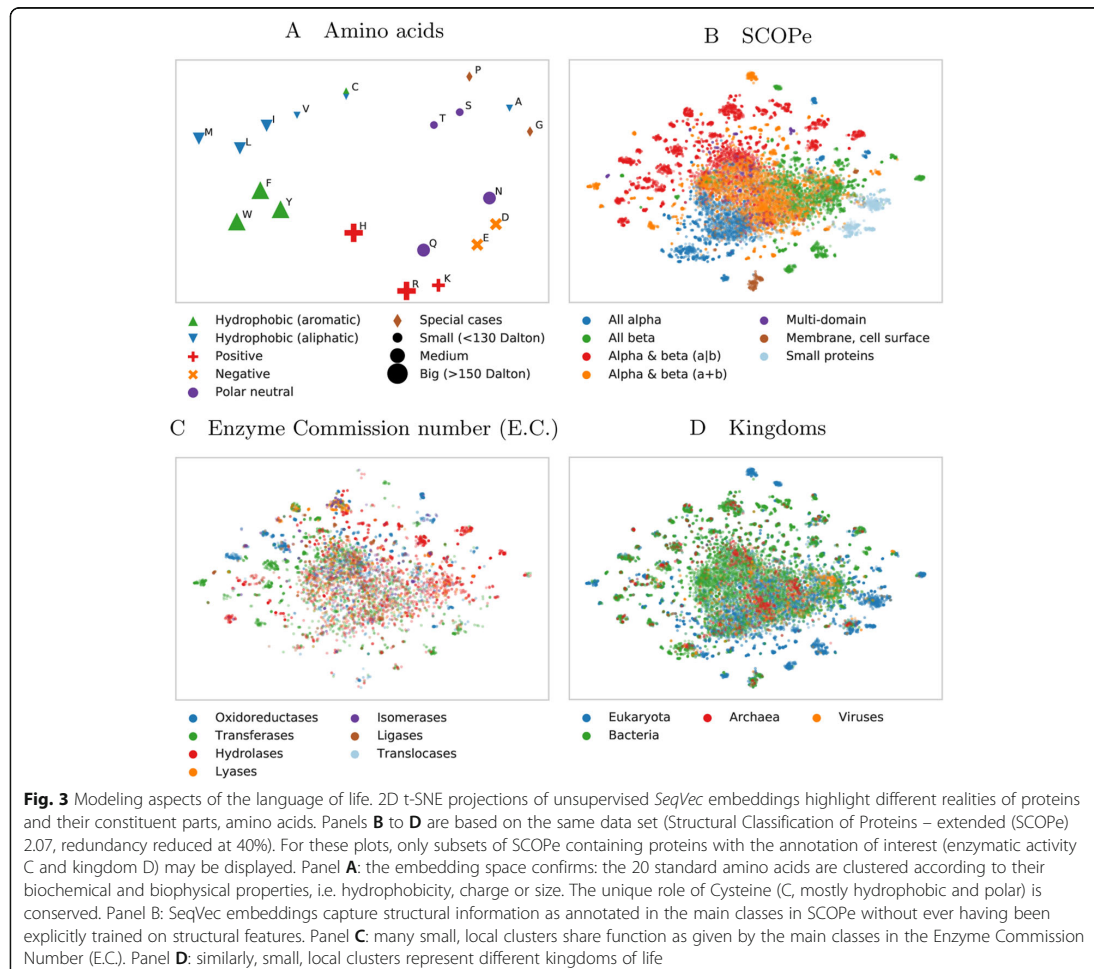 A Amino acids
B SCOPe
P
C
A
S
V
T
I
G
M
L
F
N
Y
D
W
H
E
Q
K
R
Hydrophobic (aromatic)
Hydrophobic (aliphatic)
Positive
Negative
Polar neutral
Special cases
Small (<130 Dalton)
Medium
Big (>150 Dalton)
All alpha
All beta
Alpha & beta (a|b)
Alpha & beta (a+b)
Multi-domain
Membrane, cell surface
Small proteins
C Enzyme Commission number (E.C.)
D Kingdoms
Oxidoreductases
Transferases
Hydrolases
Lyases
Isomerases
Ligases
Translocases
Eukaryota
Bacteria
Archaea
Viruses
Fig. 3 Modeling aspects of the language of life. 2D t-SNE projections of unsupervised SeqVec embeddings highlight different realities of proteins
and their constituent parts, amino acids. Panels B to D are based on the same data set (Structural Classification of Proteins – extended (SCOPe)
2.07, redundancy reduced at 40%). For these plots, only subsets of SCOPe containing proteins with the annotation of interest (enzymatic activity
C and kingdom D) may be displayed. Panel A: the embedding space confirms: the 20 standard amino acids are clustered according to their
biochemical and biophysical properties, i.e. hydrophobicity, charge or size. The unique role of Cysteine (C, mostly hydrophobic and polar) is
conserved. Panel B: SeqVec embeddings capture structural information as annotated in the main classes in SCOPe without ever having been
explicitly trained on structural features. Panel C: many small, local clusters share function as given by the main classes in the Enzyme Commission
Number (E.C.). Panel D: similarly, small, local clusters represent different kingdoms of life